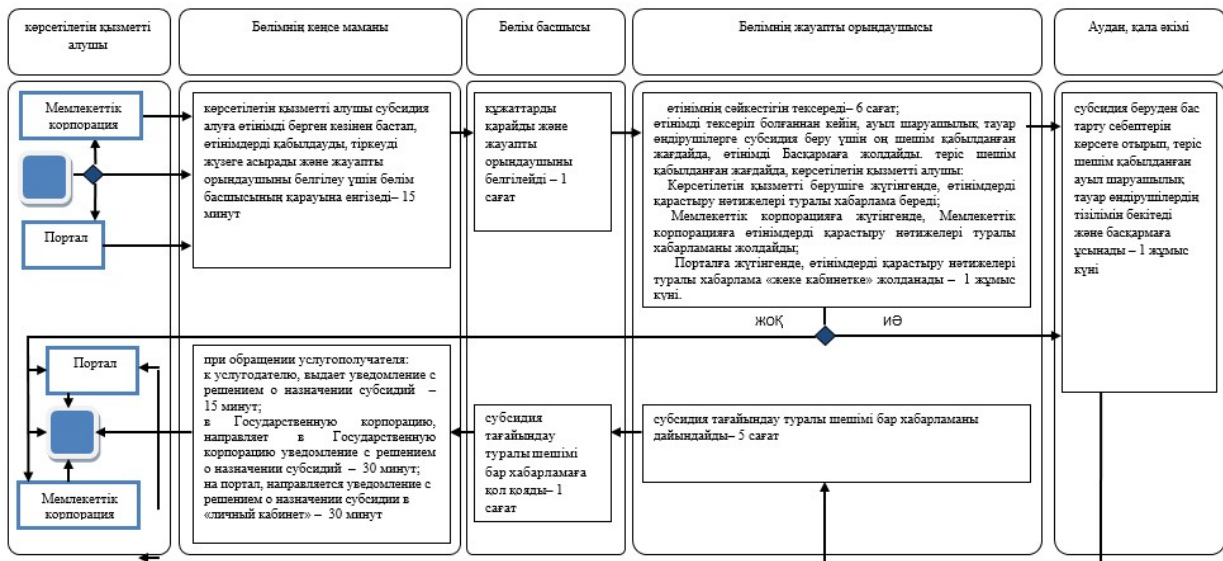 көрсетілетін қызметті
алушы
Бөлімнің кеңсе маманы
Бөлім басшысы
Бөлімнің жауапты орындаушысы
Аудан, қала әкімі
Мемлекеттік
корпорация
Портал
көрсетілетін қызметті алушы субсидия
алуға өтінімді берген кезінен бастап,
өтінімдерді қабылдауды, тіркеуді
жүзеге асырады және жауапты
орындаушыны белгілеу үшін бөлім
басшысының қарауына енгізеді– 15
минут
құжаттарды
қарайды және
жауапты
орындаушыны
белгілейді – 1
сағат
өтінімнің сәйкестігін тексереді– 6 сағат;
өтінімді тексеріп болғаннан кейін, ауыл шаруашылық тауар
өндірушілерге субсидия беру үшін оң шешім қабылданған
жағдайда, өтінімді Басқармаға жолдайды. теріс шешім
қабылданған жағдайда, көрсетілетін қызметті алушы:
Көрсетілетін қызметті берушіге жүгінгенде, өтінімдерді
қарастыру нәтижелері туралы хабарлама береді;
Мемлекеттік корпорацияға жүгінгенде, Мемлекеттік
корпорацияға өтінімдерді қарастыру нәтижелері туралы
хабарламаны жолдайды;
Порталға жүгінгенде, өтінімдерді қарастыру нәтижелері
туралы хабарлама «жеке кабинетке» жолданады – 1 жұмыс
күні.
субсидия беруден бас
тарту себептерін
көрсете отырып, теріс
шешім қабылданған
ауыл шаруашылық
тауар өндірушілердің
тізілімін бекітеді
және басқармаға
ұсынады – 1 жұмыс
күні
ЖОҚ
ИӘ
Портал
Мемлекеттік
корпорация
при обращении услугополучателя:
к услугодателю, выдает уведомление с
решением о назначении субсидий –
15 минут;
в Государственную корпорацию,
направляет в Государственную
корпорацию уведомление с решением
о назначении субсидий – 30 минут;
на портал, направляется уведомление с
решением о назначении субсидии в
«личный кабинет» – 30 минут
субсидия
тағайындау
туралы шешімі
бар хабарламаға
қол қояды– 1
сағат
субсидия тағайындау туралы шешімі бар хабарламаны
дайындайды– 5 сағат